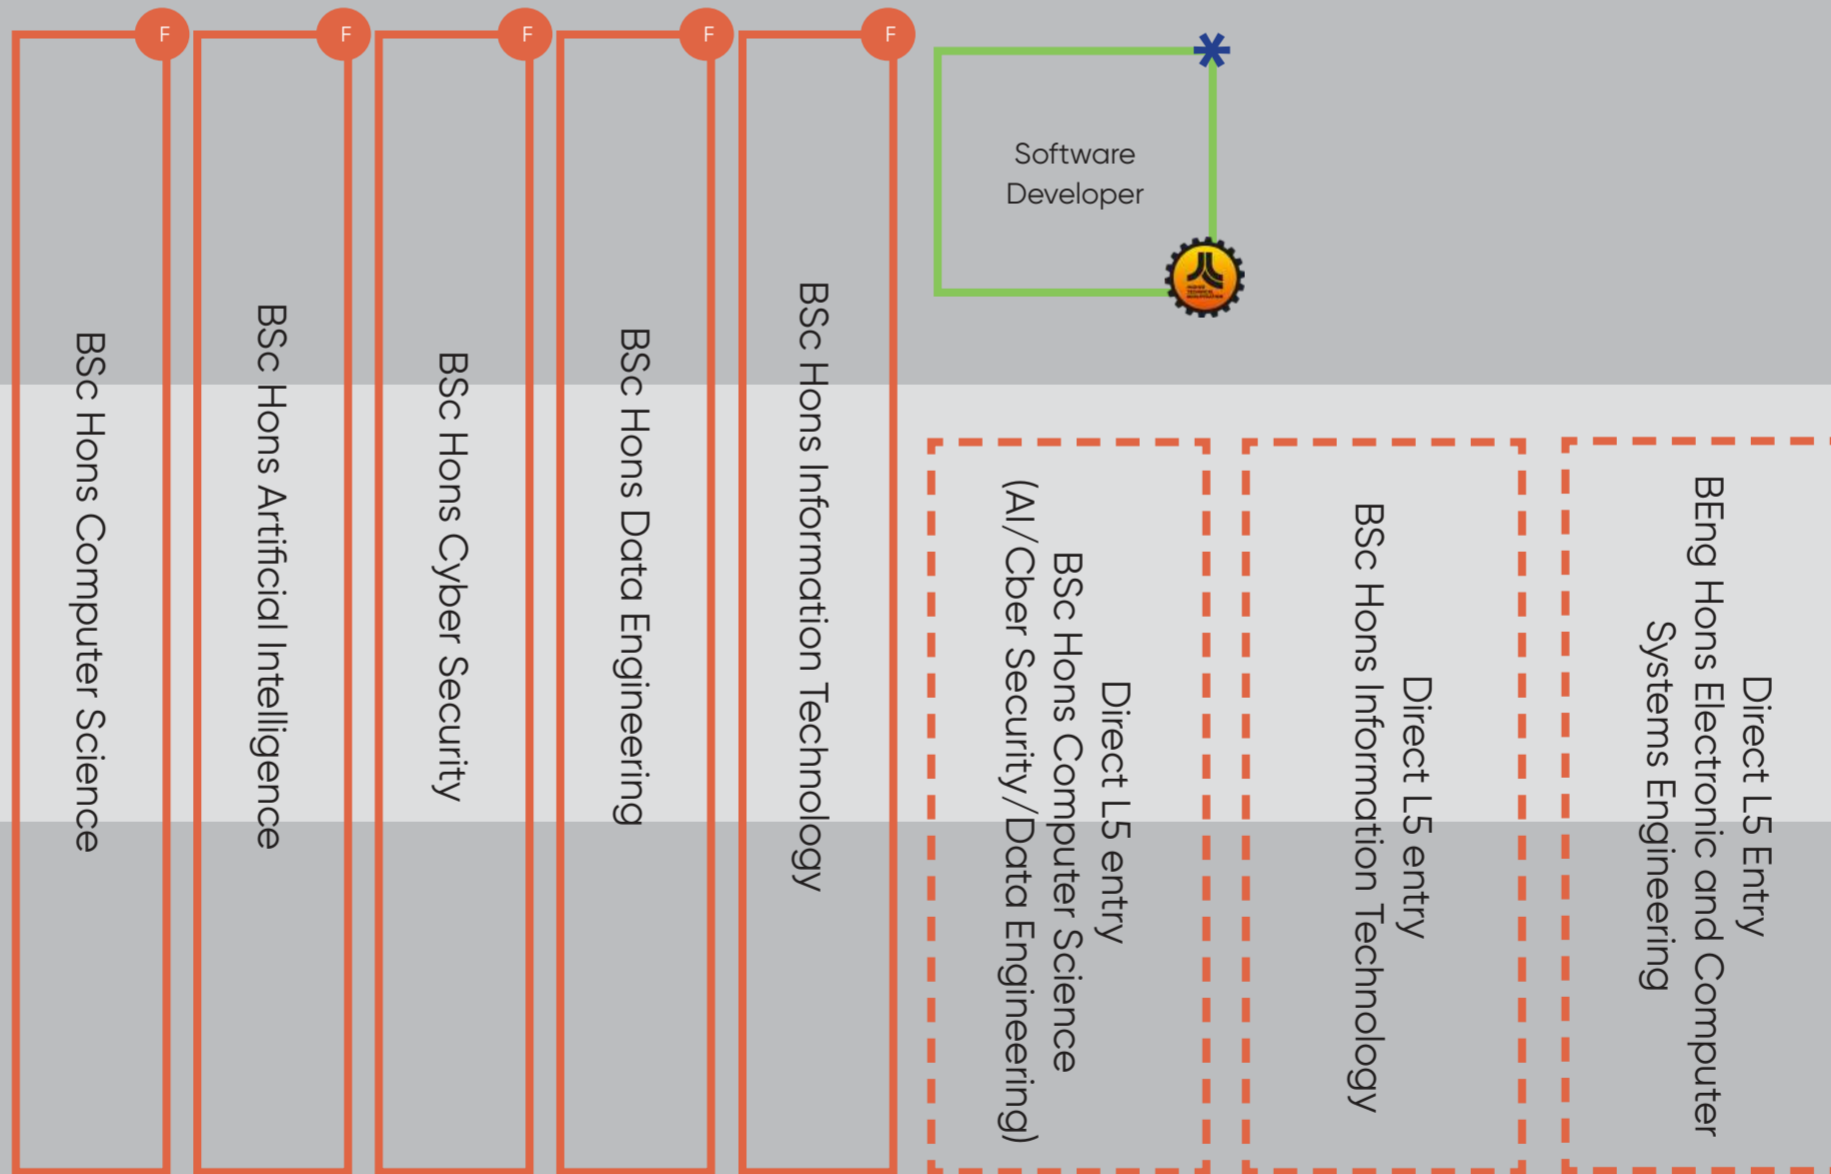 F
F
F
F
F
BSc Hons Computer Science
BSc Hons Artificial Intelligence
BSc Hons Cyber Security
BSc Hons Data Engineering
BSc Hons Information Technology
Software
Developer
Direct L5 entry
BSc Hons Computer Science
(AI/Cber Security/Data Engineering)
Direct L5 entry
BSc Hons Information Technology
Direct L5 Entry
BEng Hons Electronic and Computer
Systems Engineering